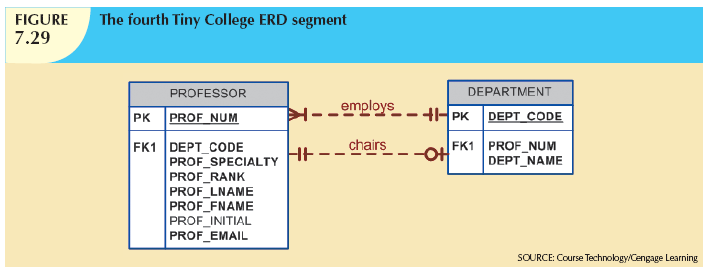 FIGURE
7.29
The fourth Tiny College ERD segment
PROFESSOR
PK PROF_NUM
FK1 DEPT_CODE
PROF_SPECIALTY
PROF_RANK
PROF_LNAME
PROF_FNAME
PROF_INITIAL
PROF_EMAIL
employs
chairs
DEPARTMENT
PK DEPT_CODE
FK1 PROF_NUM
DEPT_NAME
SOURCE: Course Technology/Cengage Learning